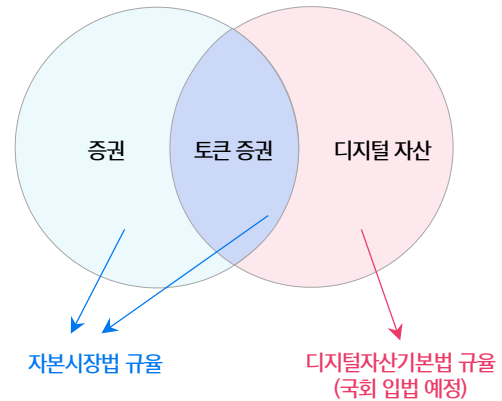 증권
토큰 증권
디지털 자산
자본시장법 규율
디지털자산기본법 규율
(국회 입법 예정)